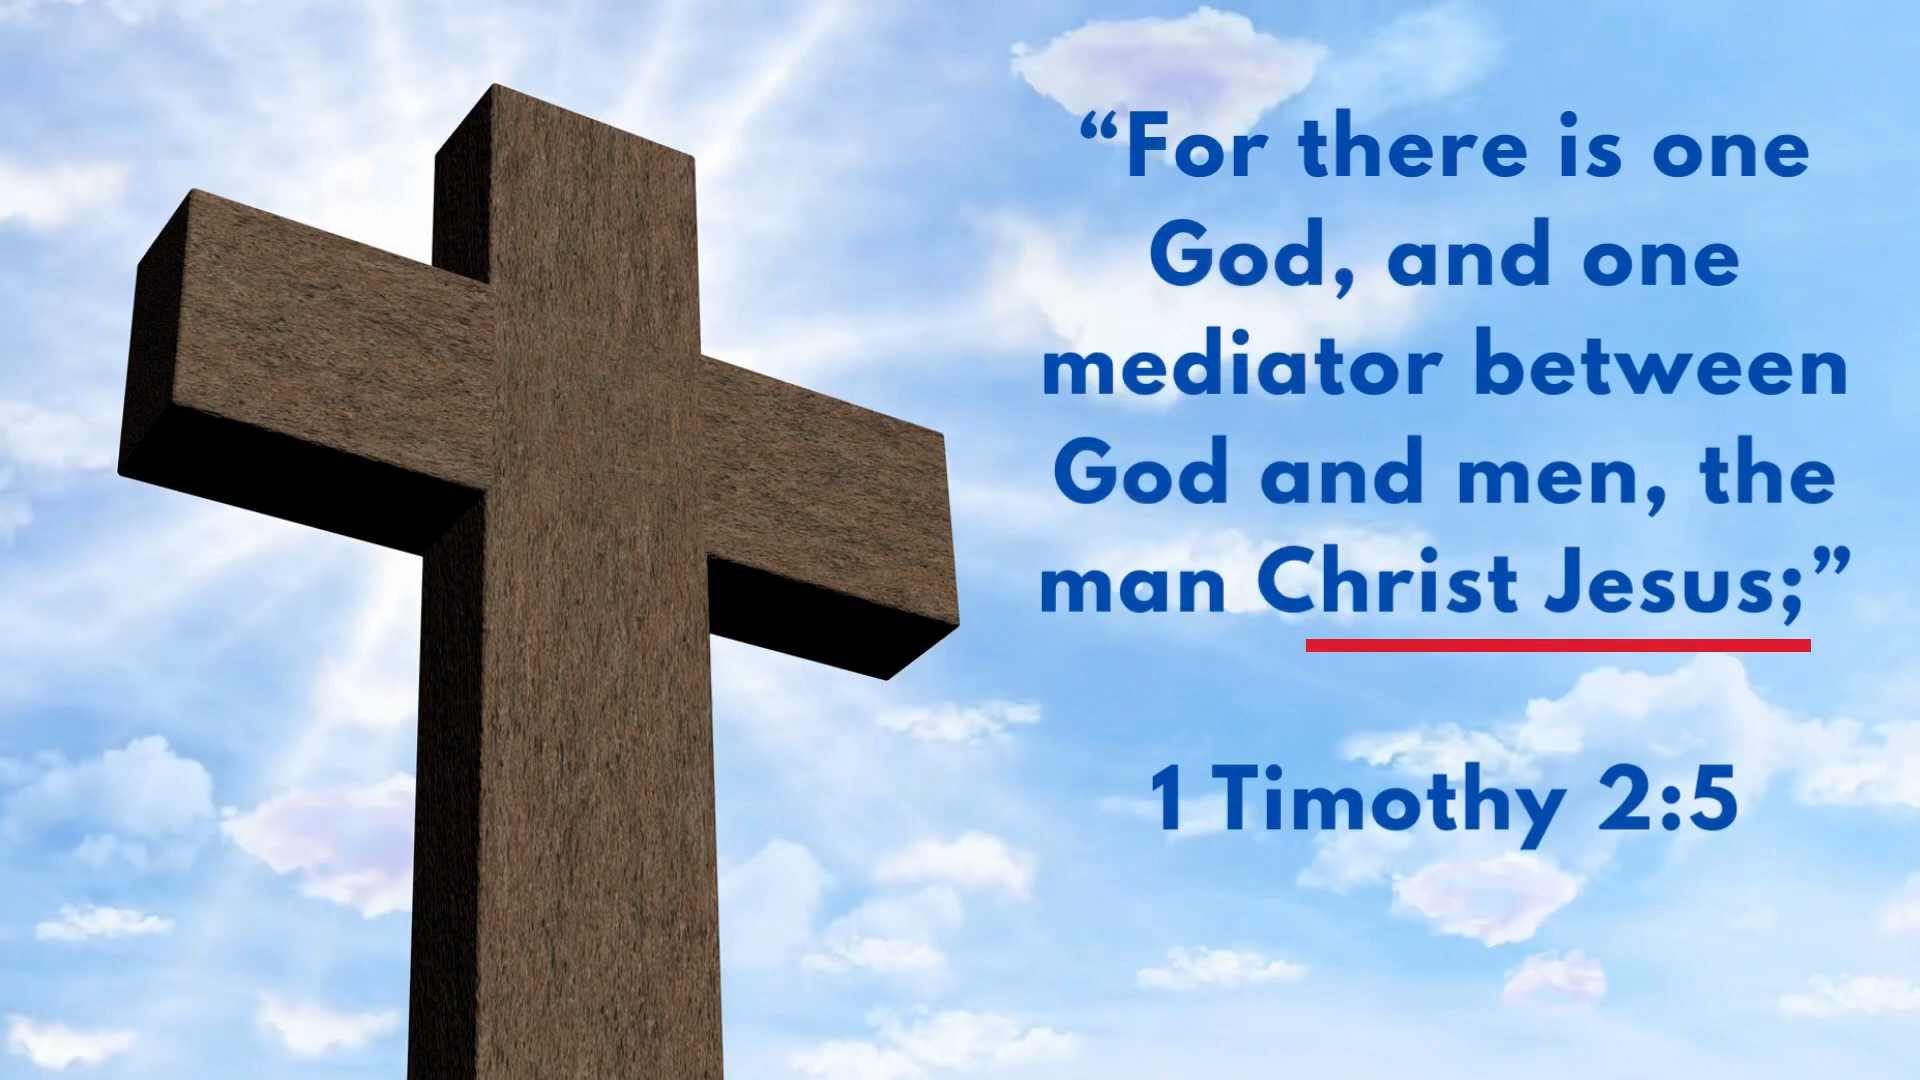 “For there is one
God, and one
mediator between
God and men, the
man Christ Jesus;”
1 Timothy 2:5